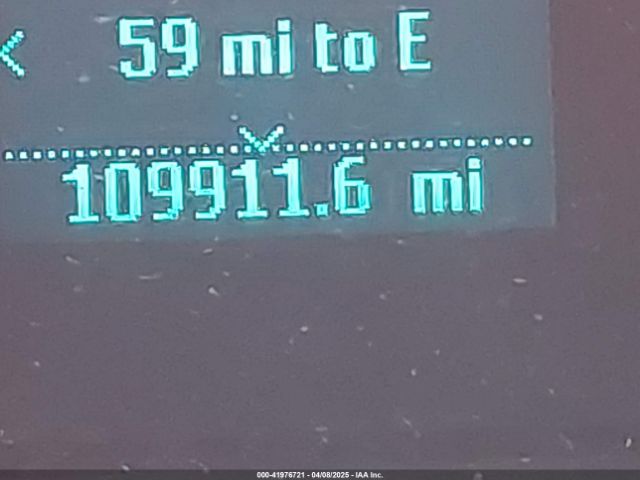 < 59 mi to E
109911.6 mi
000-41976721 - 04/08/2025 - IAA Inc.